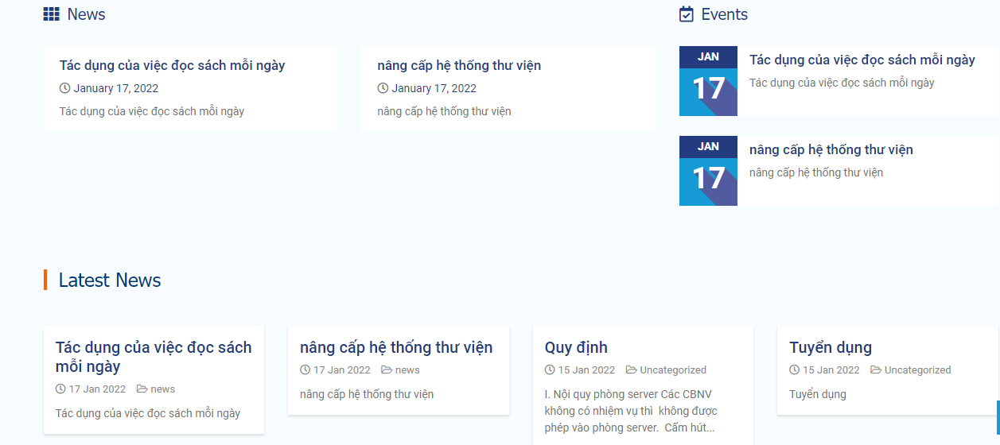 News
Tác dụng của việc đọc sách mỗi ngày
January 17, 2022
Tác dụng của việc đọc sách mỗi ngày
nâng cấp hệ thống thư viện
January 17, 2022
nâng cấp hệ thống thư viện
Events
JAN
17
Tác dụng của việc đọc sách mỗi ngày
Tác dụng của việc đọc sách mỗi ngày
JAN
17
nâng cấp hệ thống thư viện
nâng cấp hệ thống thư viện
Latest News
Tác dụng của việc đọc sách
mỗi ngày
17 Jan 2022 news
Tác dụng của việc đọc sách mỗi ngày
nâng cấp hệ thống thư viện
17 Jan 2022 news
nâng cấp hệ thống thư viện
Quy định
15 Jan 2022 Uncategorized
I. Nội quy phòng server Các CBNV
không có nhiệm vụ thì không được
phép vào phòng server. Cấm hút...
Tuyển dụng
15 Jan 2022 Uncategorized
Tuyển dụng